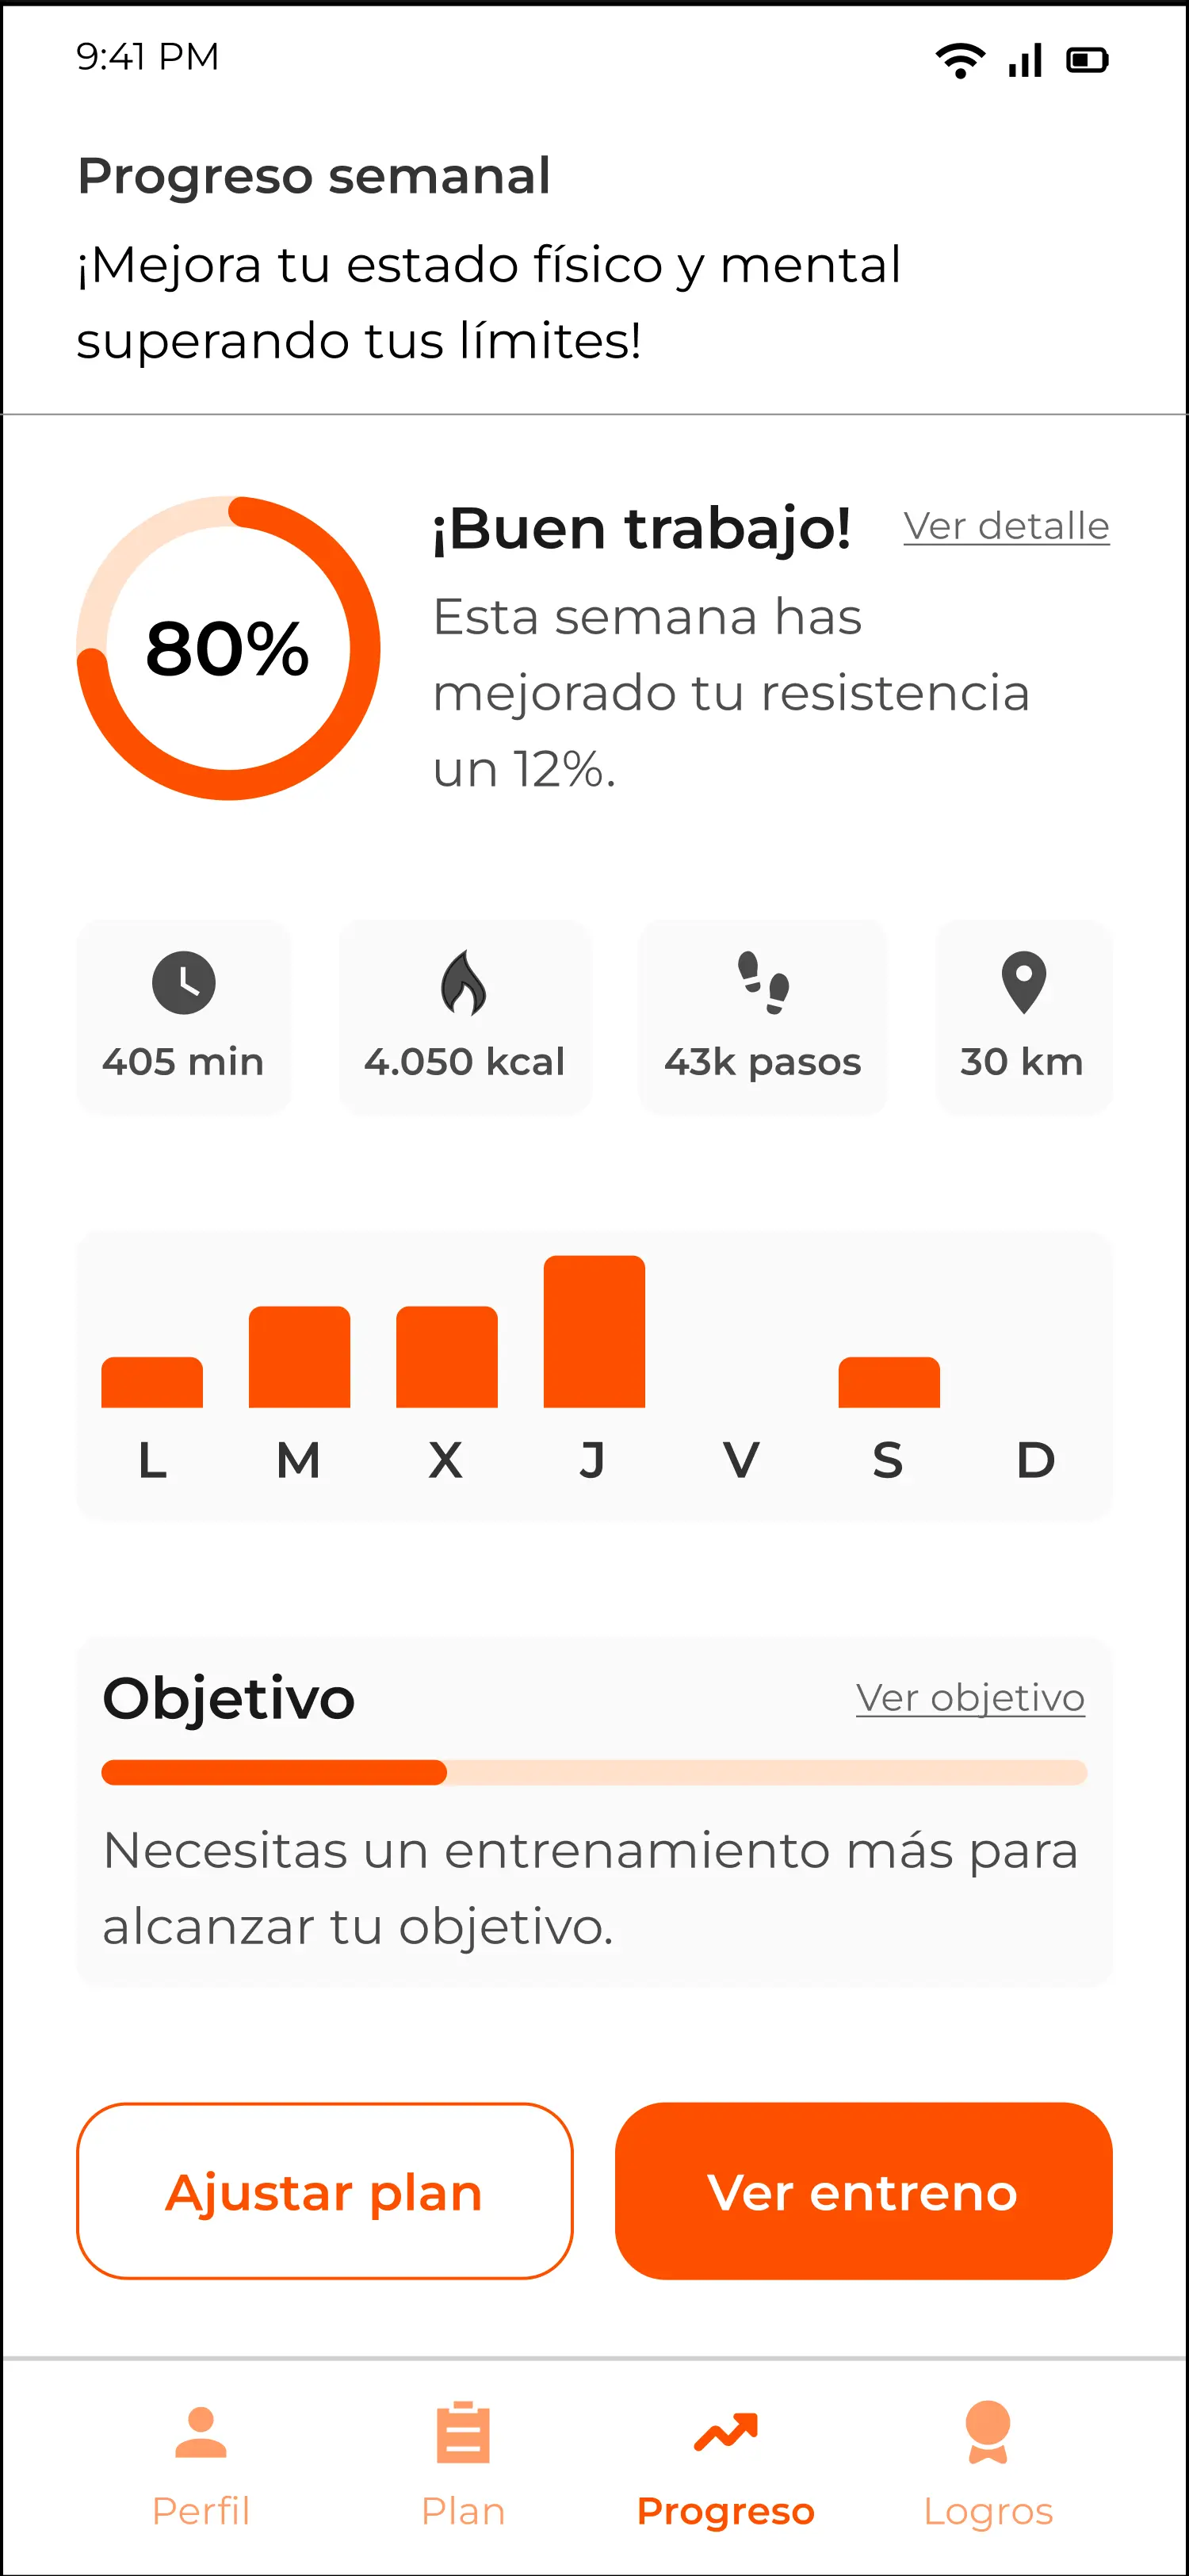 9:41 PM
Progreso semanal
¡Mejora tu estado físico y mental
superando tus límites!
80%
¡Buen trabajo!
Ver detalle
Esta semana has
mejorado tu resistencia
un 12%.
405 min
4.050 kcal
43k pasos
30 km
L M X J V S D
Objetivo
Ver objetivo
Necesitas un entrenamiento más para
alcanzar tu objetivo.
Ajustar plan
Ver entreno
Perfil
Plan
Progreso
Logros